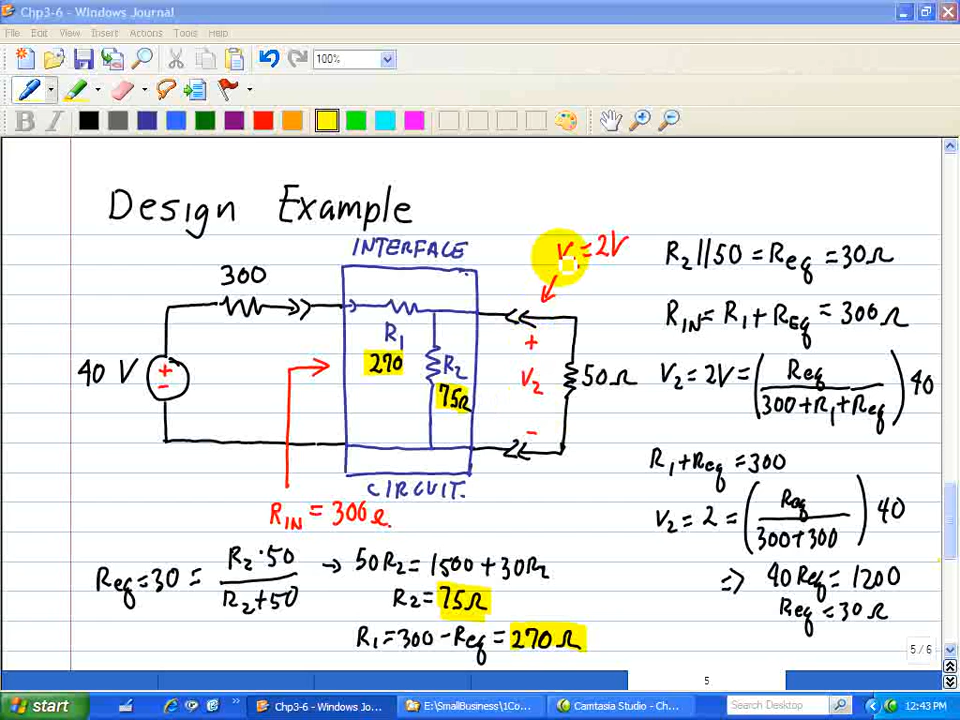 Chp3-6 - Windows Journal
File Edit View Insert Actions Tools Help
100%
B I
Design Example
INTERFACE
300
40 V
+
-
R1
270
R2
75Ω
CIRCUIT.
RIN = 300Ω.
=2V
+
V2
-
50Ω
R2//50 = Req = 30Ω
RIN = R1 + REQ = 300Ω
V2 = 2V = (Req / 300+R1+Req) 40
R1+Req = 300
V2 = 2 = (Req / 300+300) 40
=> 40Req = 1200
Req = 30Ω
Req = 30 = R2·50 / R2+50
→ 50R2 = 1500 + 30R2
R2 = 75Ω
R1 = 300 - Req = 270Ω
5 / 6
5
start
Chp3-6 - Windows Jo...
E:\SmallBusiness\1Co...
Camtasia Studio - Un...
Search Desktop
12:43 PM